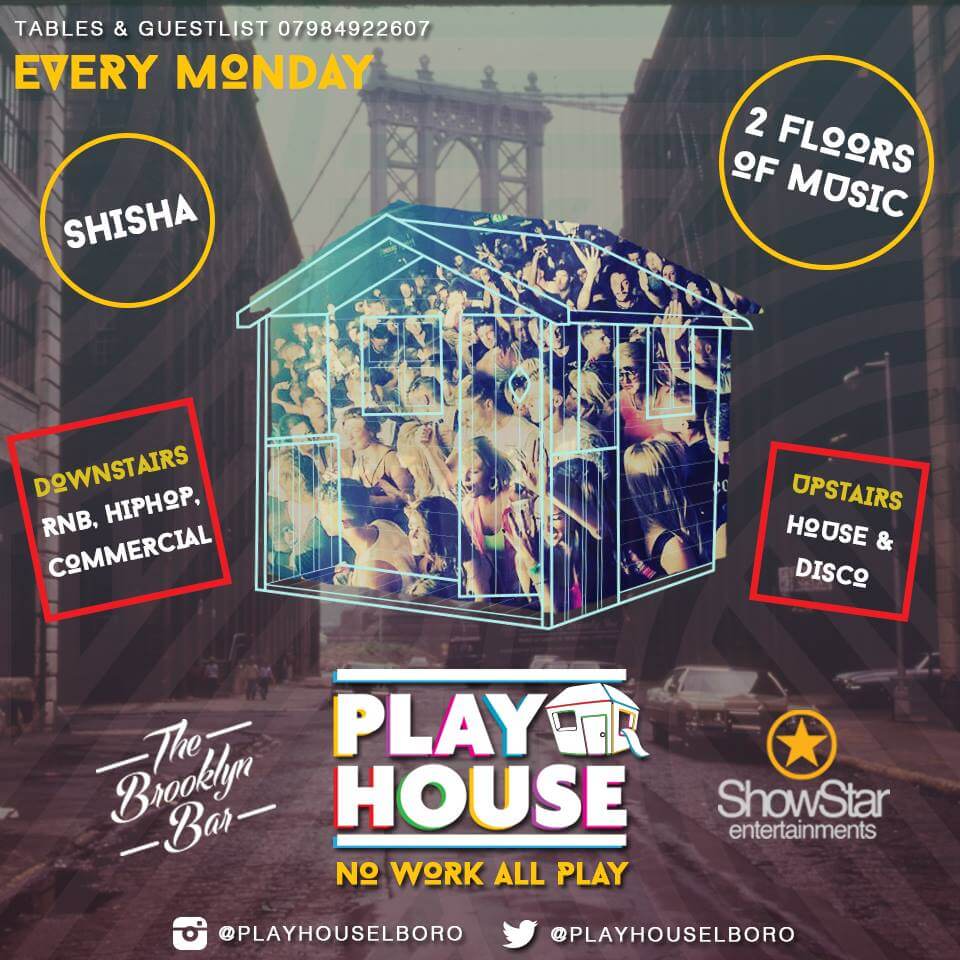 TABLES & GUESTLIST 07984922607
EVERY MONDAY
SHISHA
2 FLOORS
OF MUSIC
DOWNSTAIRS
RNB, HIPHOP,
COMMERCIAL
UPSTAIRS
HOUSE &
DISCO
The
Brooklyn
Bar
PLAY
HOUSE
NO WORK ALL PLAY
ShowStar
entertainments
@PLAYHOUSELBORO
@PLAYHOUSELBORO